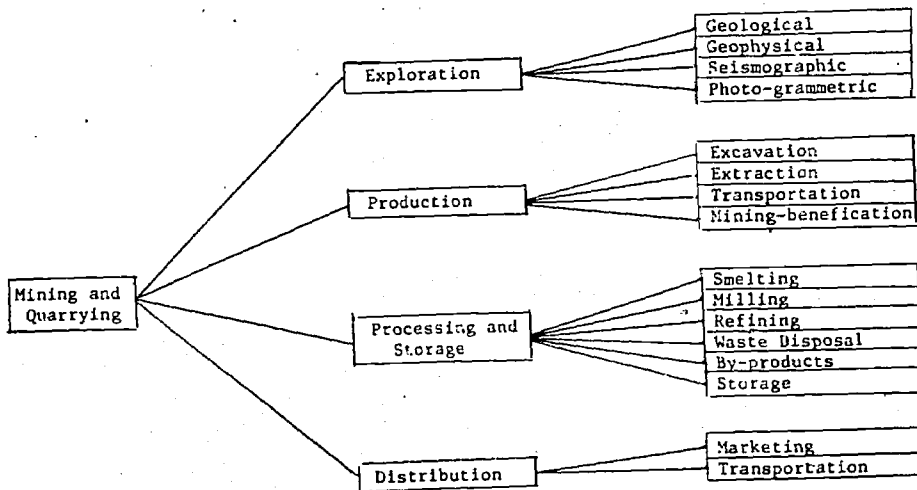 Geological
Geophysical
Exploration
Seismographic
Photo-grammetric
Excavation
Extraction
Production
Transportation
Mining-benefication
Mining and
Quarrying
Smelting
Milling
Processing and
Storage
Refining
Waste Disposal
By-products
Storage
Marketing
Distribution
Transportation